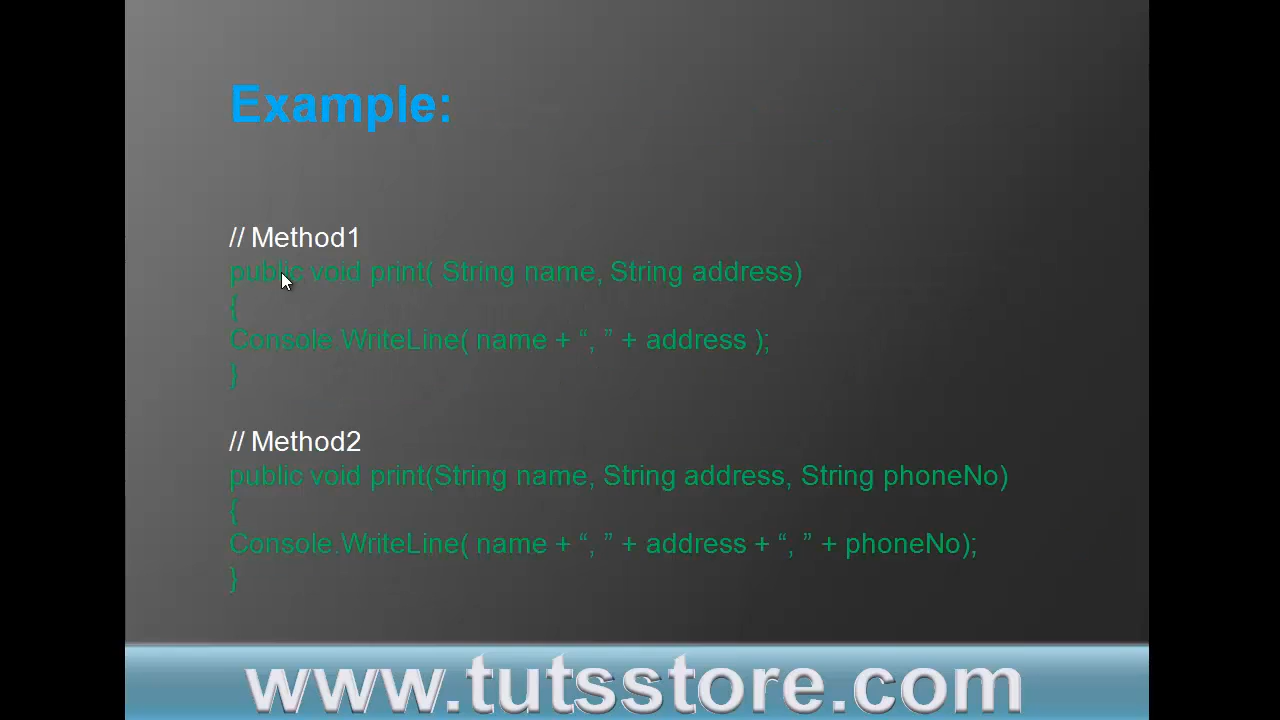 Example:
// Method1
public void print( String name, String address)
{
Console.WriteLine( name + “, ” + address );
}
// Method2
public void print(String name, String address, String phoneNo)
{
Console.WriteLine( name + “, ” + address + “, ” + phoneNo);
}
www.tutsstore.com